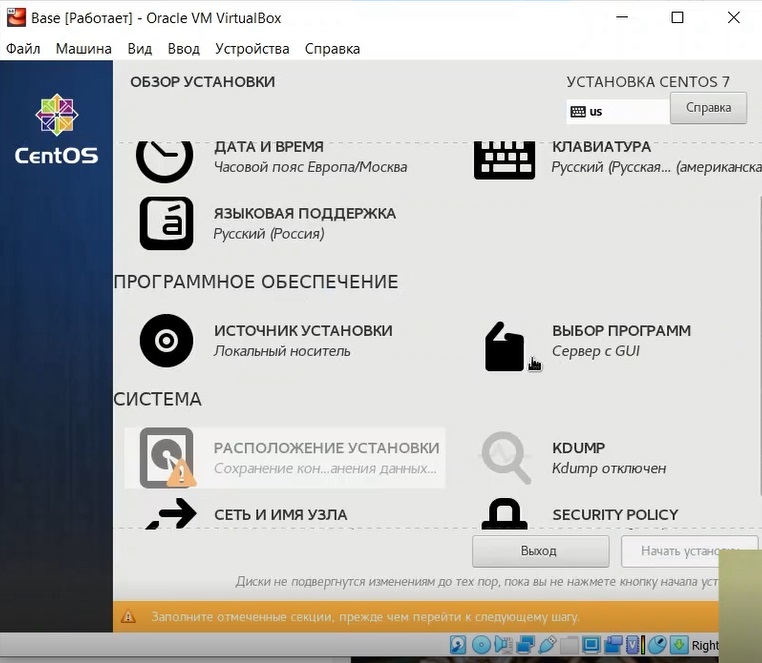 Base [Работает] - Oracle VM VirtualBox
Файл Машина Вид Ввод Устройства Справка
ОБЗОР УСТАНОВКИ
УСТАНОВКА CENTOS 7
us
Справка
CentOS
ДАТА И ВРЕМЯ
Часовой пояс Европа/Москва
КЛАВИАТУРА
Русский (Русская... (американска
ЯЗЫКОВАЯ ПОДДЕРЖКА
Русский (Россия)
ПРОГРАММНОЕ ОБЕСПЕЧЕНИЕ
ИСТОЧНИК УСТАНОВКИ
Локальный носитель
ВЫБОР ПРОГРАММ
Сервер с GUI
СИСТЕМА
РАСПОЛОЖЕНИЕ УСТАНОВКИ
Сохранение кон...анения данных...
KDUMP
Kdump отключен
СЕТЬ И ИМЯ УЗЛА
SECURITY POLICY
Выход
Начать установк
Диски не подвергнутся изменениям до тех пор, пока вы не нажмете кнопку начала уст
Заполните отмеченные секции, прежде чем перейти к следующему шагу.
Right